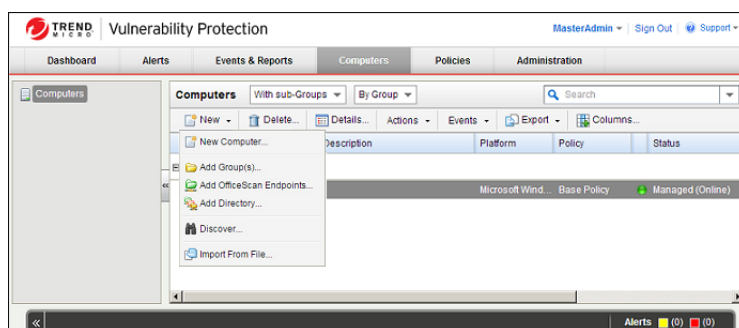 TREND MICRO Vulnerability Protection MasterAdmin Sign Out Support
Dashboard Alerts Events & Reports Computers Policies Administration
Computers
Computers With sub-Groups By Group Search
New Delete... Details... Actions Events Export Columns...
Description Platform Policy Status
New Computer...
Add Group(s)...
Add OfficeScan Endpoints...
Microsoft Wind... Base Policy Managed (Online)
Add Directory...
Discover...
Import From File...
Alerts (0) (0)